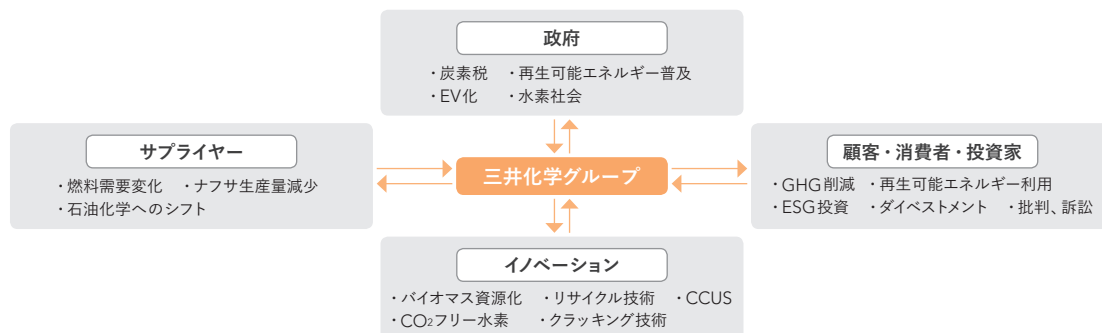 政府
・炭素税 ・再生可能エネルギー普及
・EV化 ・水素社会
サプライヤー
・燃料需要変化 ・ナフサ生産量減少
・石油化学へのシフト
三井化学グループ
顧客・消費者・投資家
・GHG削減 ・再生可能エネルギー利用
・ESG投資 ・ダイベストメント ・批判、訴訟
イノベーション
・バイオマス資源化 ・リサイクル技術 ・CCUS
・CO₂フリー水素 ・クラッキング技術